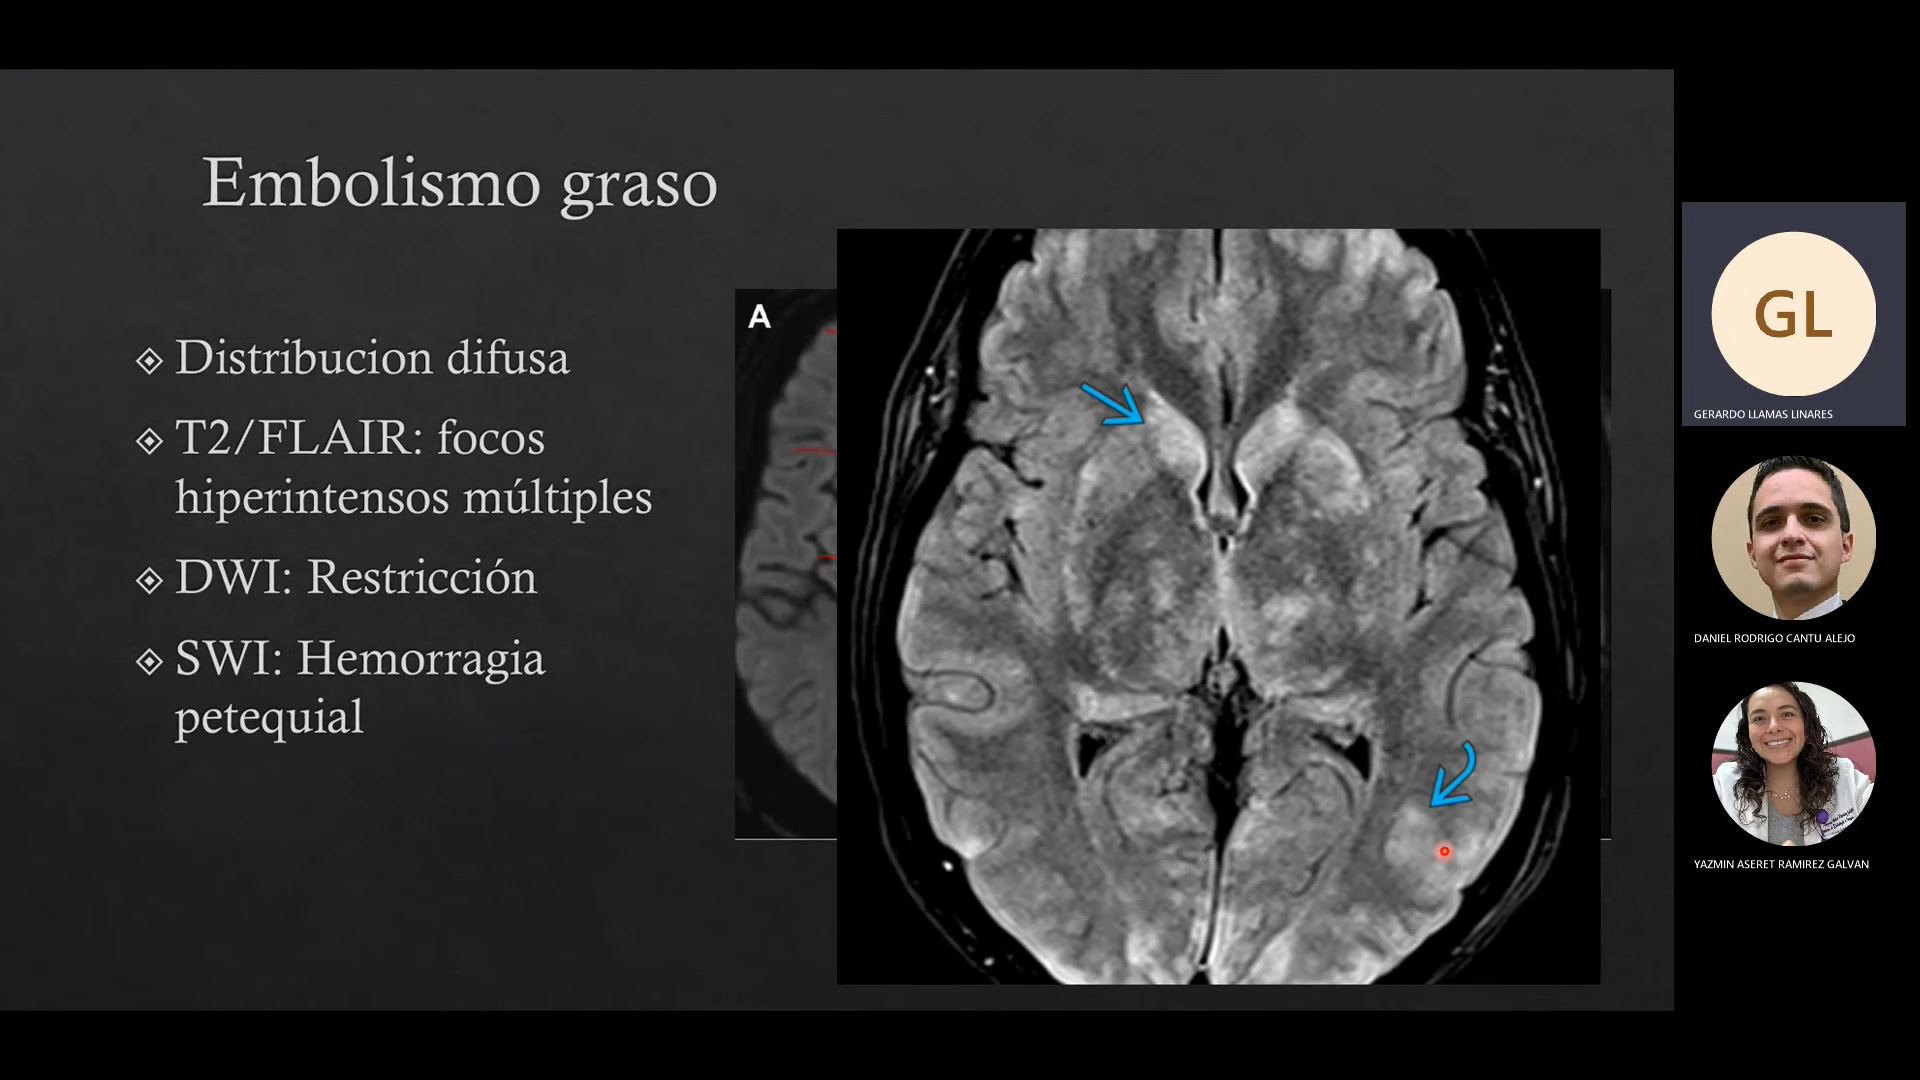 Embolismo graso
Distribucion difusa
T2/FLAIR: focos
hiperintensos múltiples
DWI: Restricción
SWI: Hemorragia
petequial
A
GL
GERARDO LLAMAS LINARES
DANIEL RODRIGO CANTU ALEJO
YAZMIN ASERET RAMIREZ GALVAN